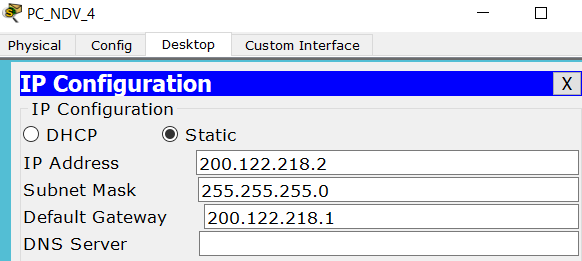 PC_NDV_4
Physical Config Desktop Custom Interface
IP Configuration X
IP Configuration
DHCP Static
IP Address 200.122.218.2
Subnet Mask 255.255.255.0
Default Gateway 200.122.218.1
DNS Server